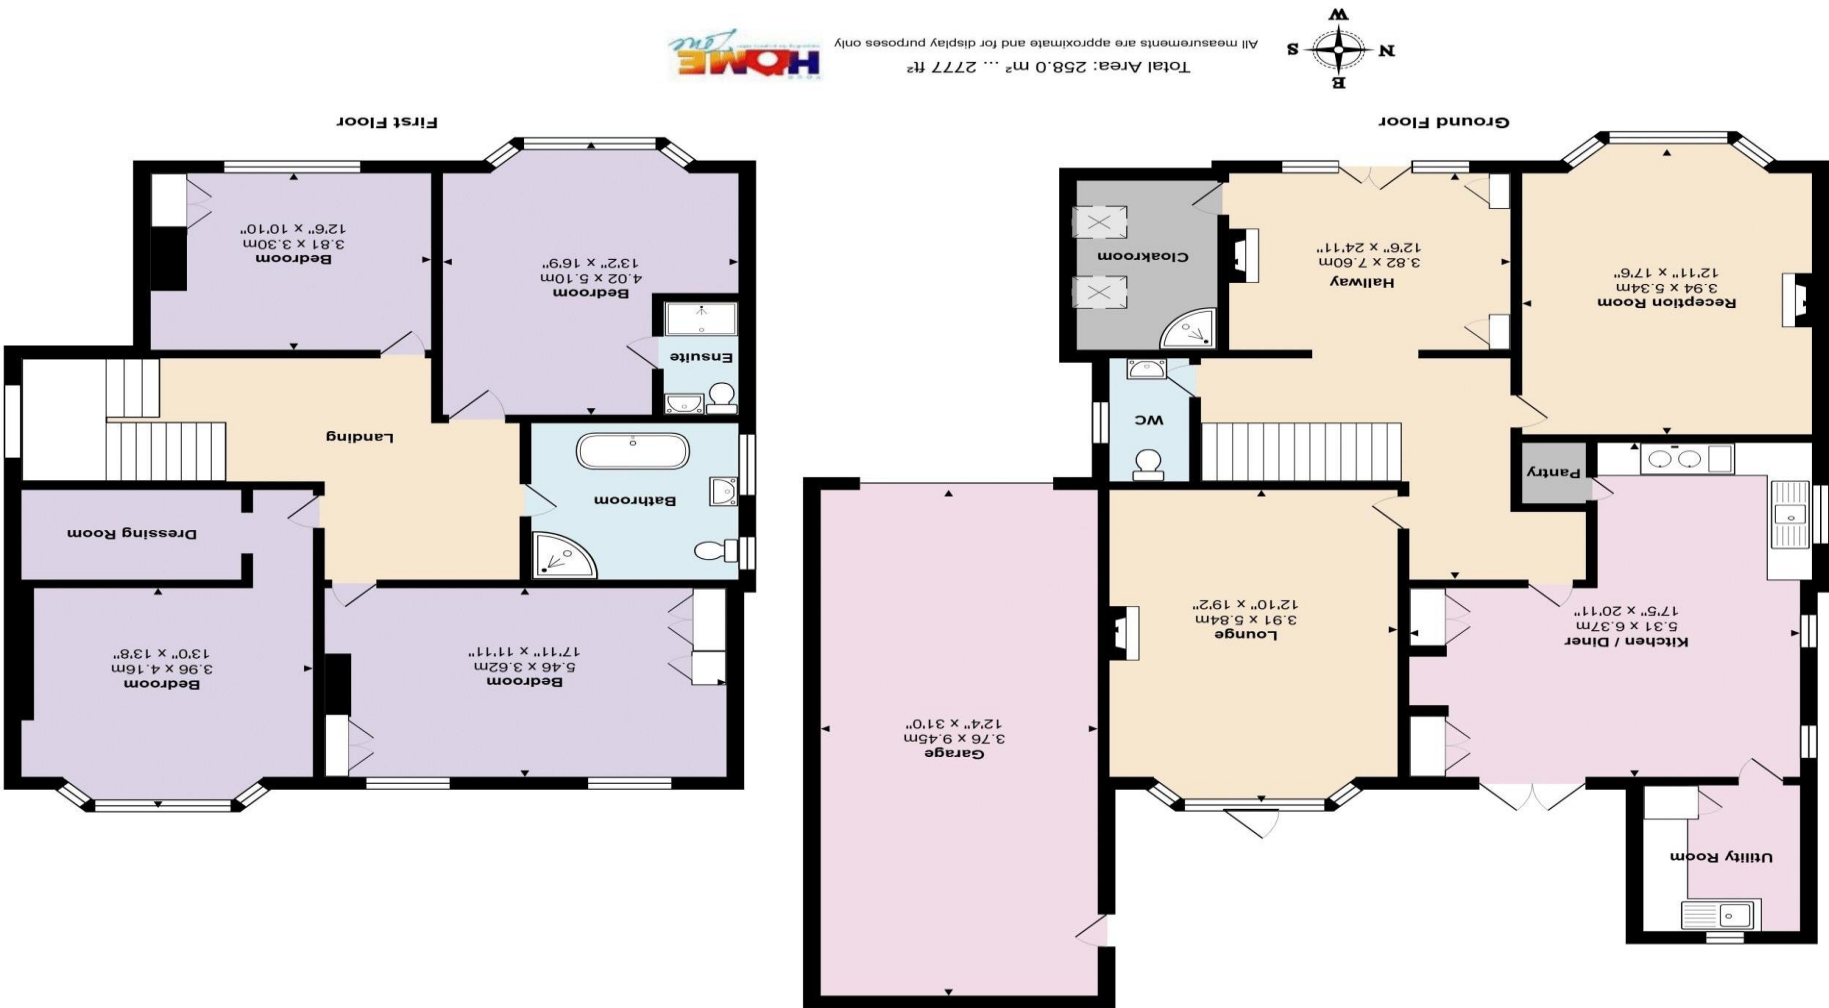 Utility Room
Kitchen / Diner
5.31 x 6.37m
17'5" x 20'11"
Pantry
Reception Room
3.94 x 5.34m
12'11" x 17'6"
Lounge
3.91 x 5.84m
12'10" x 19'2"
Garage
3.76 x 9.45m
12'4" x 31'0"
WC
Hallway
3.82 x 7.60m
12'6" x 24'11"
Cloakroom
Ground Floor
Bedroom
5.46 x 3.62m
17'11" x 11'11"
Bedroom
3.96 x 4.16m
13'0" x 13'8"
Dressing Room
Bathroom
Landing
Ensuite
Bedroom
4.02 x 5.10m
13'2" x 16'9"
Bedroom
3.81 x 3.30m
12'6" x 10'10"
First Floor
E
N
S
W
Total Area: 258.0 m² ... 2777 ft²
All measurements are approximate and for display purposes only
YOUR
HOME
Zone